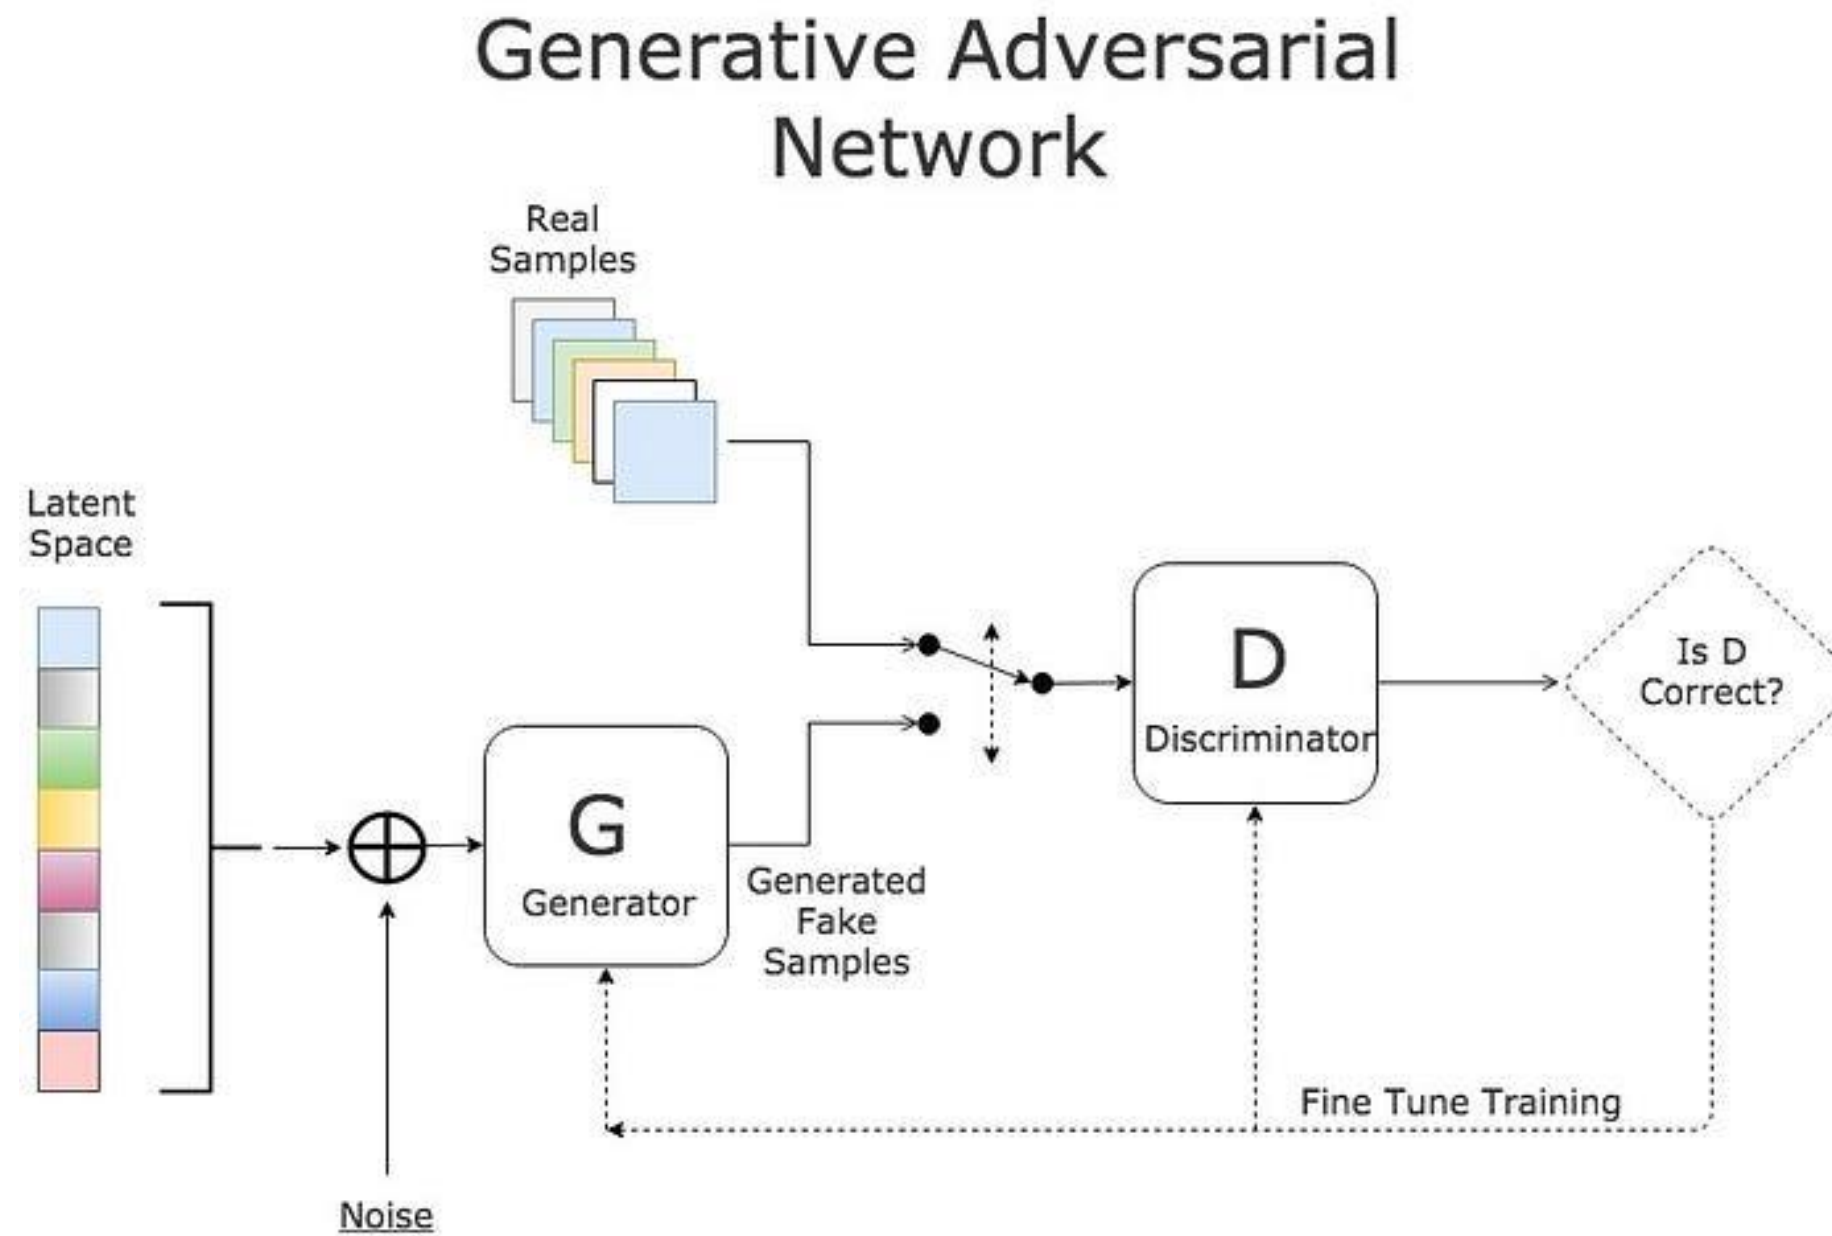 Generative Adversarial
Network
Real
Samples
Latent
Space
Is D
Correct?
D
Discriminator
G
Generator
Generated
Fake
Samples
Fine Tune Training
Noise